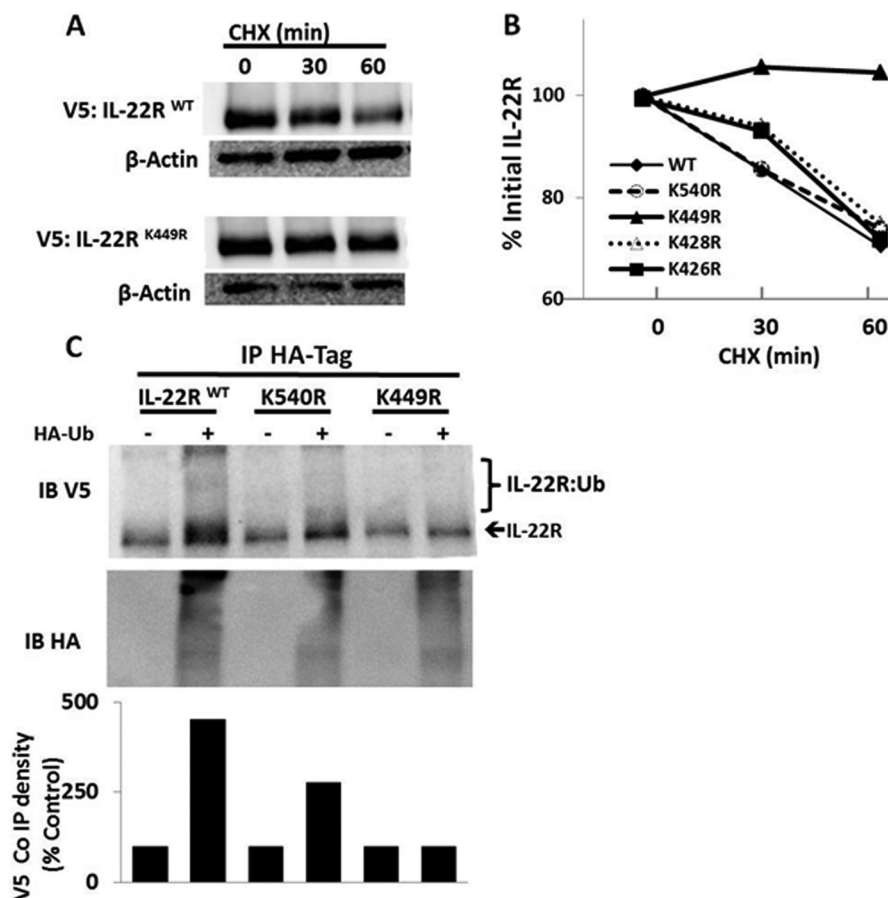 A
CHX (min)
0 30 60
V5: IL-22R WT
β-Actin
V5: IL-22R K449R
β-Actin
B
% Initial IL-22R
100
80
60
WT
K540R
K449R
K428R
K426R
0 30 60
CHX (min)
C
IP HA-Tag
IL-22R WT K540R K449R
HA-Ub - + - + - +
IB V5
IL-22R:Ub
IL-22R
IB HA
V5 Co IP density
(% Control)
500
250
0